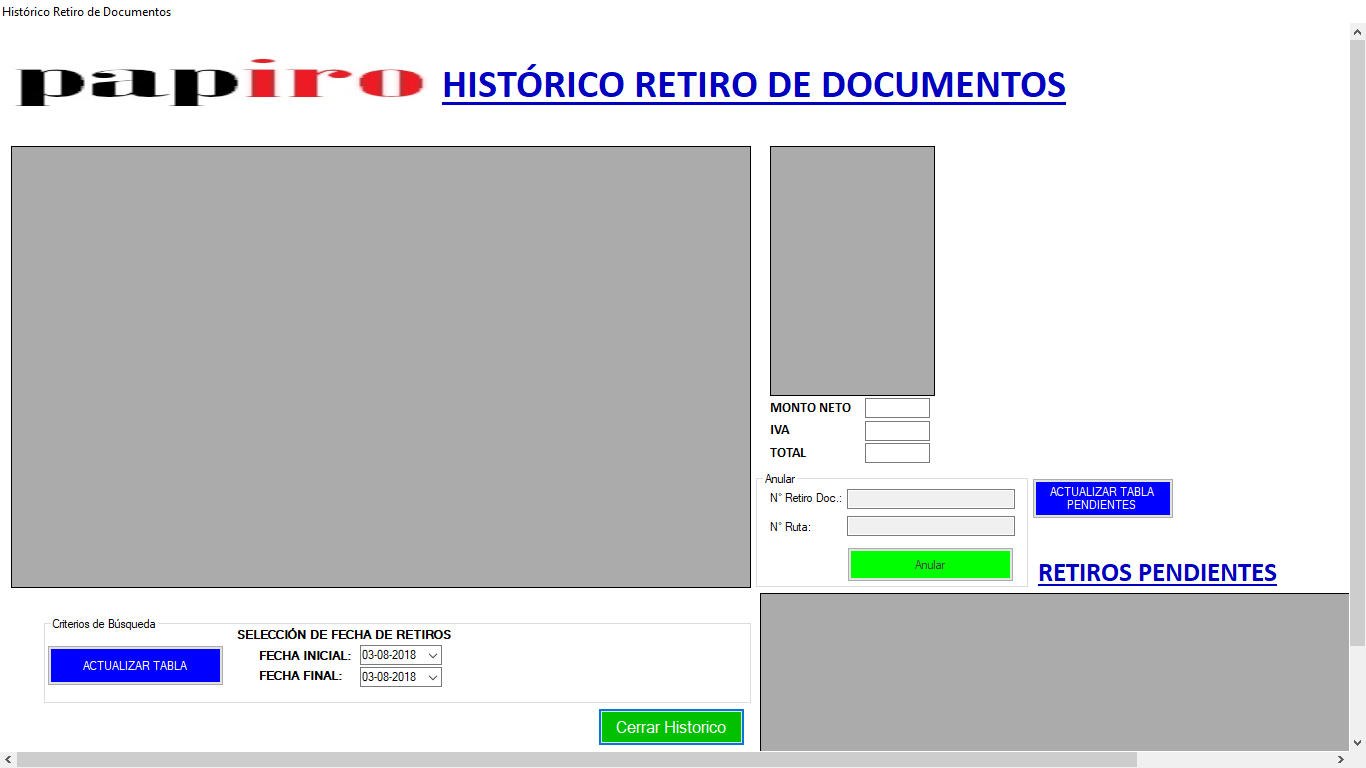 Histórico Retiro de Documentos
papiro
HISTÓRICO RETIRO DE DOCUMENTOS
MONTO NETO
IVA
TOTAL
Anular
N° Retiro Doc.:
N° Ruta:
Anular
ACTUALIZAR TABLA
PENDIENTES
RETIROS PENDIENTES
Criterios de Búsqueda
ACTUALIZAR TABLA
SELECCIÓN DE FECHA DE RETIROS
FECHA INICIAL: 03-08-2018
FECHA FINAL: 03-08-2018
Cerrar Historico